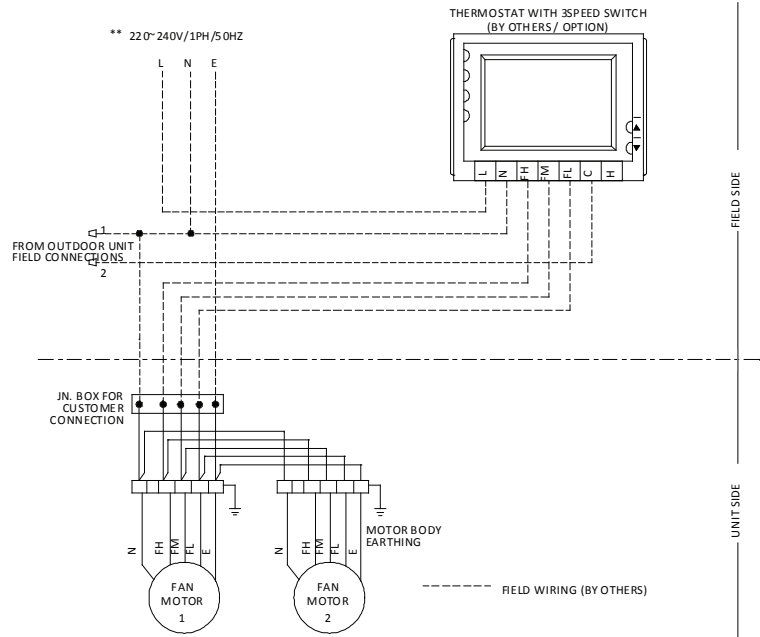 THERMOSTAT WITH 3SPEED SWITCH
(BY OTHERS/ OPTION)
** 220~240V/1PH/50HZ
L N E
L N FH FM FL C H
FIELD SIDE
1
FROM OUTDOOR UNIT
FIELD CONNECTIONS
2
JN. BOX FOR
CUSTOMER
CONNECTION
UNIT SIDE
MOTOR BODY
EARTHING
N FH FM FL E
N FH FM FL E
FAN
MOTOR
1
FAN
MOTOR
2
FIELD WIRING (BY OTHERS)